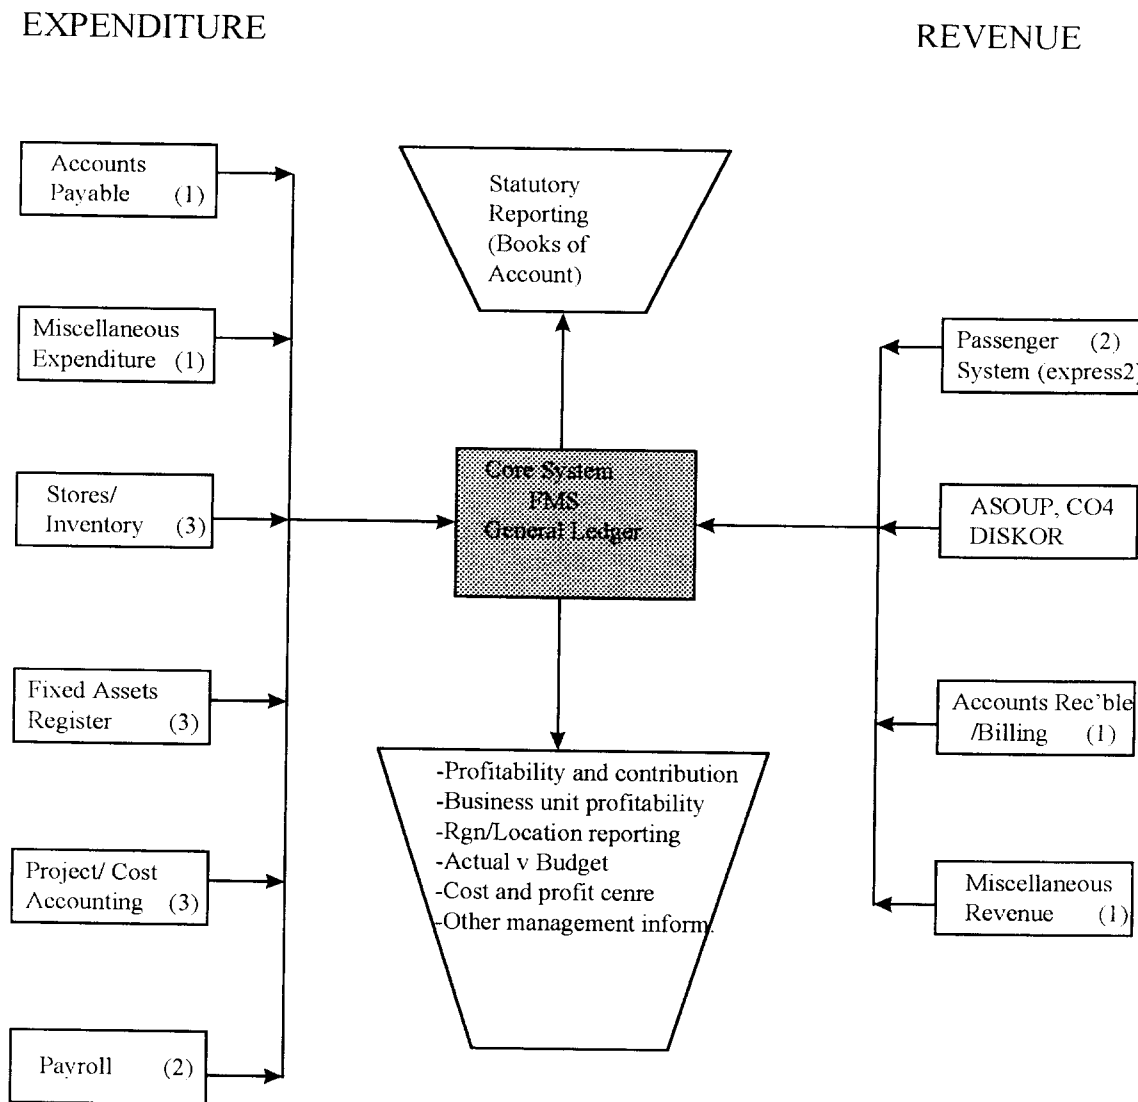 EXPENDITURE
REVENUE
Accounts
Payable (1)
Miscellaneous
Expenditure (1)
Stores/
Inventory (3)
Fixed Assets
Register (3)
Project/ Cost
Accounting (3)
Payroll (2)
Statutory
Reporting
(Books of
Account)
Core System
FMS
General Ledger
-Profitability and contribution
-Business unit profitability
-Rgn/Location reporting
-Actual v Budget
-Cost and profit cenre
-Other management inform.
Passenger (2)
System (express2)
ASOUP, CO4
DISKOR
Accounts Rec'ble
/Billing (1)
Miscellaneous
Revenue (1)